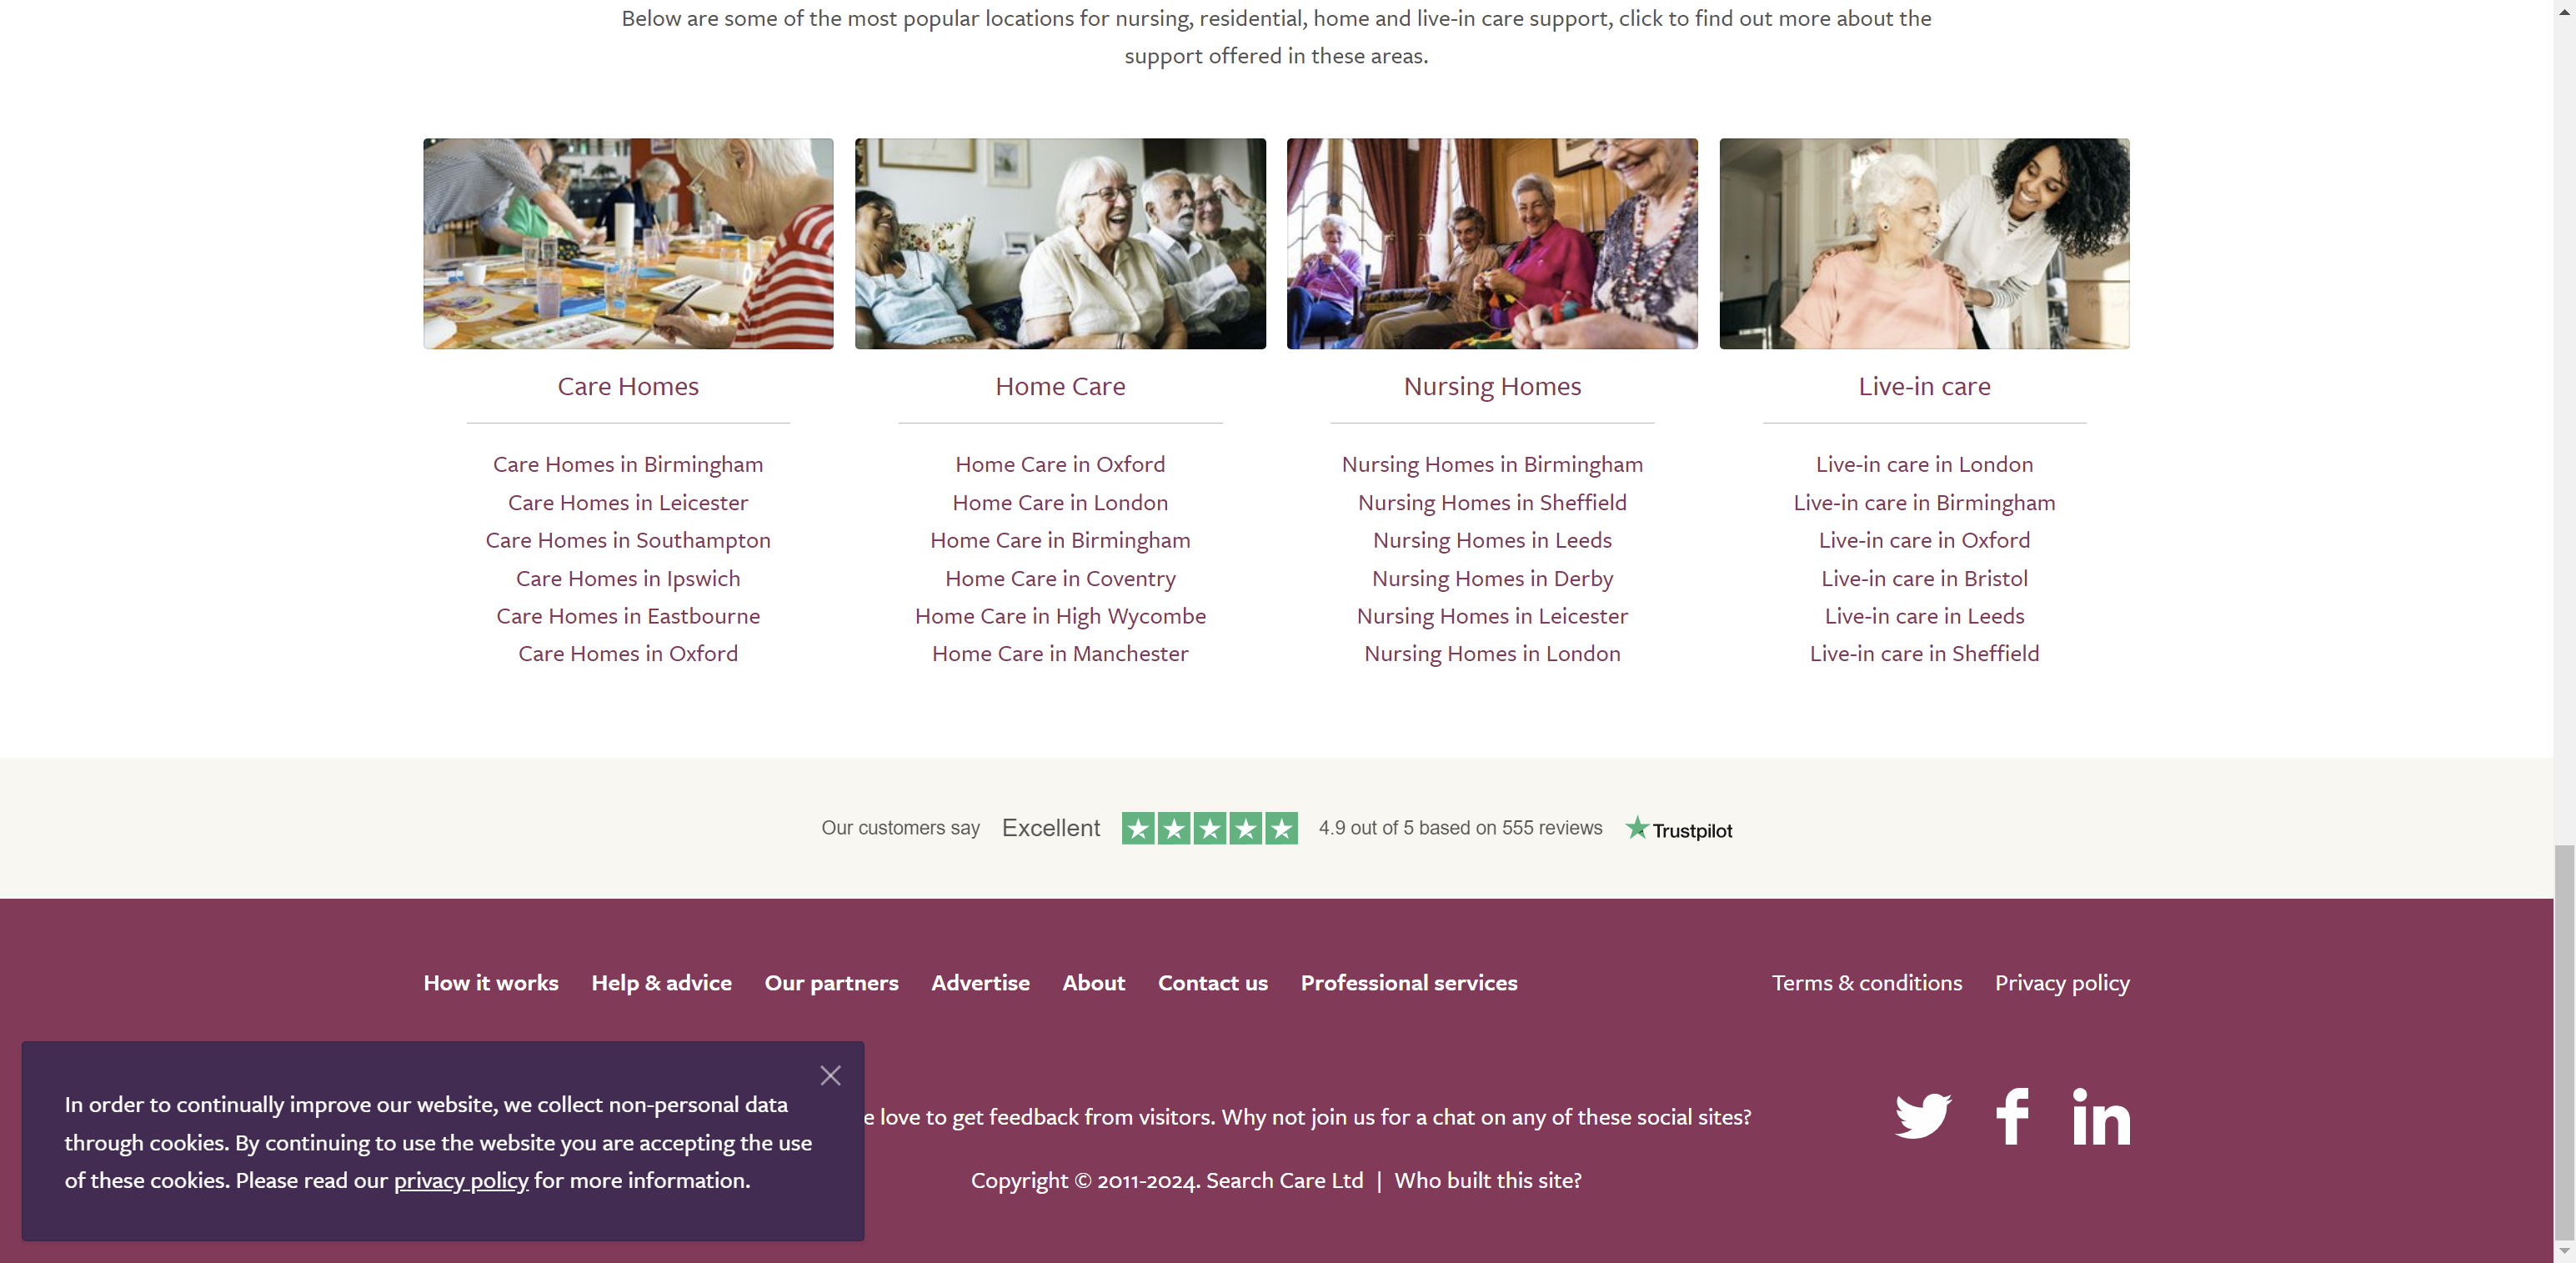 Below are some of the most popular locations for nursing, residential, home and live-in care support, click to find out more about the
support offered in these areas.
Care Homes
Care Homes in Birmingham
Care Homes in Leicester
Care Homes in Southampton
Care Homes in Ipswich
Care Homes in Eastbourne
Care Homes in Oxford
Home Care
Home Care in Oxford
Home Care in London
Home Care in Birmingham
Home Care in Coventry
Home Care in High Wycombe
Home Care in Manchester
Nursing Homes
Nursing Homes in Birmingham
Nursing Homes in Sheffield
Nursing Homes in Leeds
Nursing Homes in Derby
Nursing Homes in Leicester
Nursing Homes in London
Live-in care
Live-in care in London
Live-in care in Birmingham
Live-in care in Oxford
Live-in care in Bristol
Live-in care in Leeds
Live-in care in Sheffield
Our customers say Excellent 4.9 out of 5 based on 555 reviews Trustpilot
How it works Help & advice Our partners Advertise About Contact us Professional services Terms & conditions Privacy policy
In order to continually improve our website, we collect non-personal data
through cookies. By continuing to use the website you are accepting the use
of these cookies. Please read our privacy policy for more information.
e love to get feedback from visitors. Why not join us for a chat on any of these social sites?
Copyright © 2011-2024. Search Care Ltd | Who built this site?